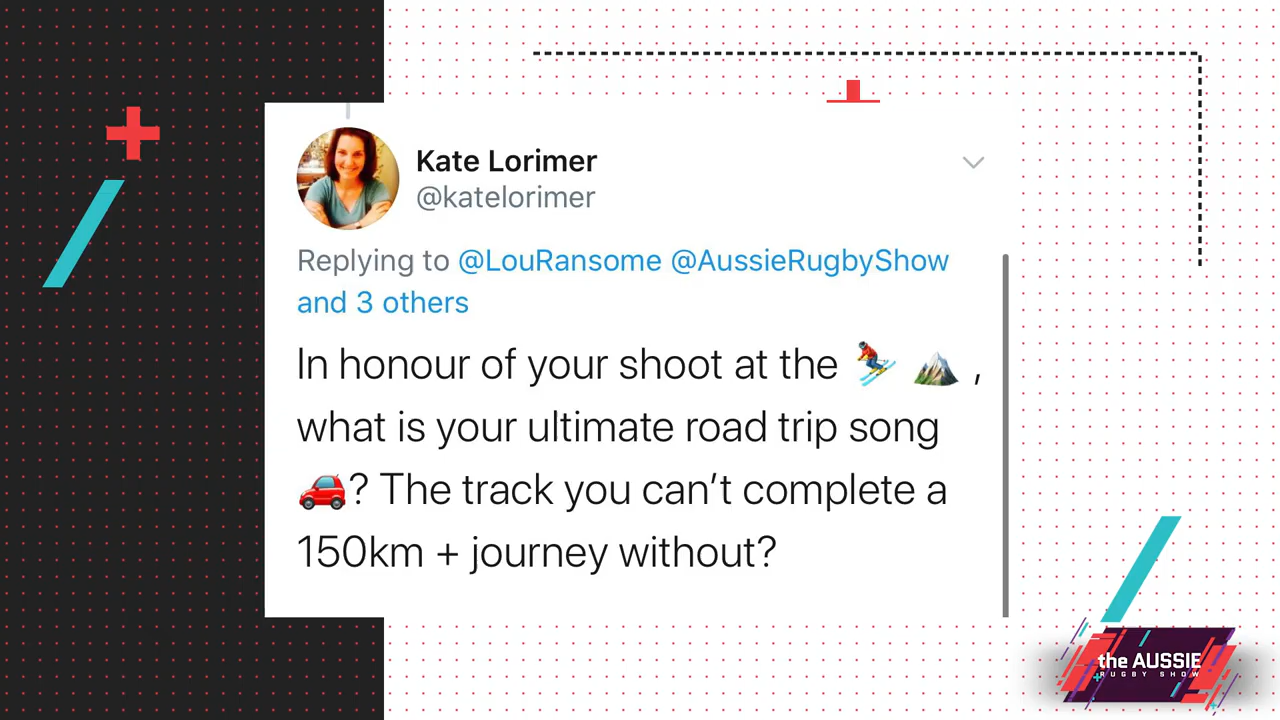 Kate Lorimer
@katelorimer
Replying to @LouRansome @AussieRugbyShow
and 3 others
In honour of your shoot at the ⛷️ ⛰️ ,
what is your ultimate road trip song
🚗? The track you can’t complete a
150km + journey without?
the AUSSIE
RUGBY SHOW